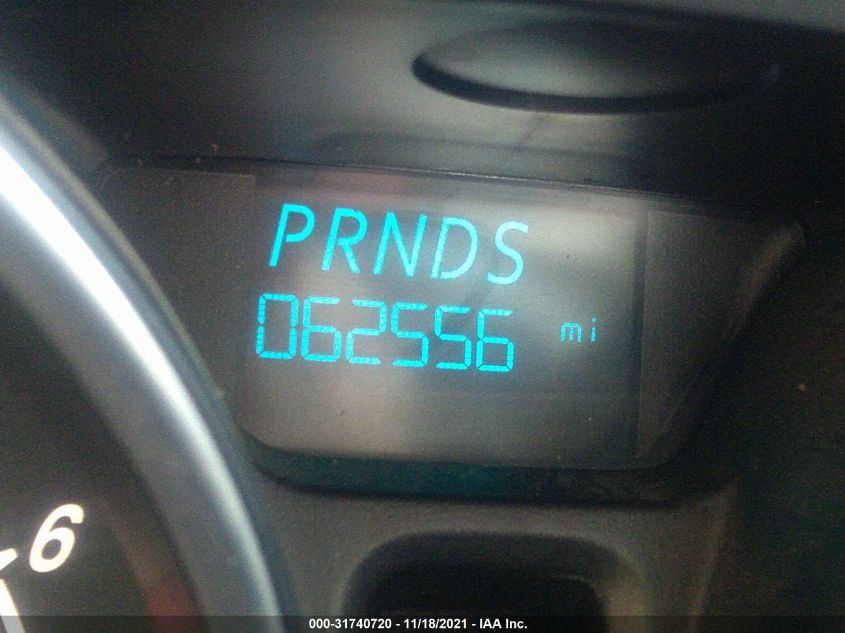 PRNDS
062556 mi
6
000-31740720 - 11/18/2021 - IAA Inc.